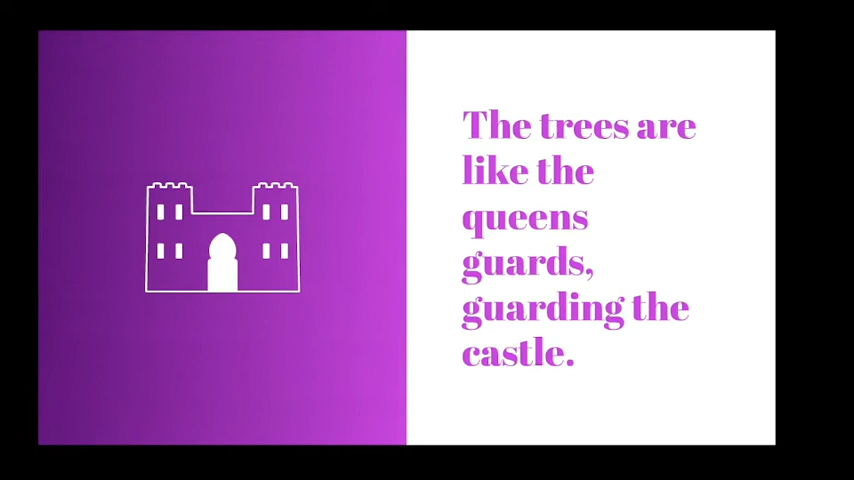 The trees are
like the
queens
guards,
guarding the
castle.